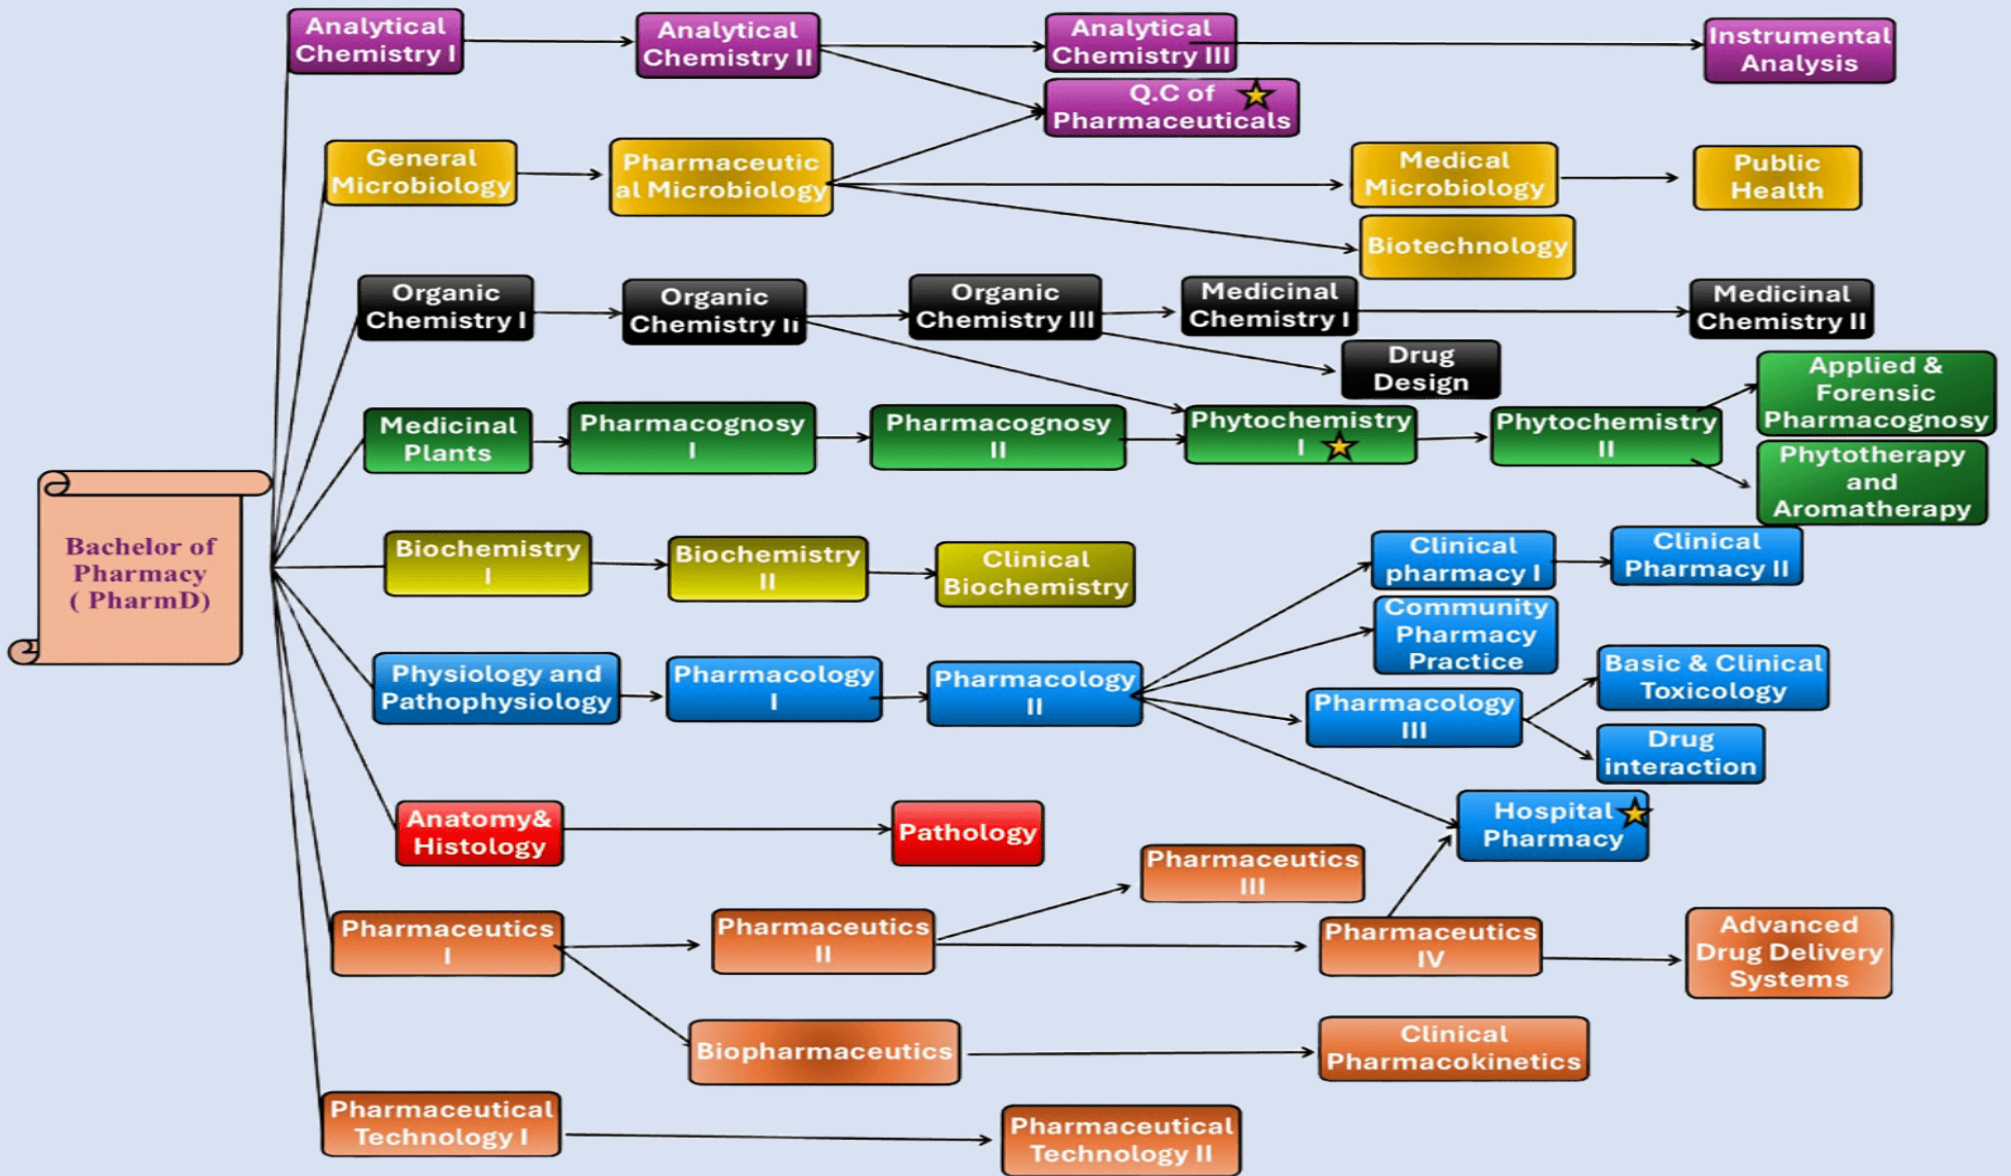 Analytical
Chemistry I
Analytical
Chemistry II
Analytical
Chemistry III
Instrumental
Analysis
Q.C of
Pharmaceuticals
General
Microbiology
Pharmaceutic
al Microbiology
Medical
Microbiology
Public
Health
Biotechnology
Organic
Chemistry I
Organic
Chemistry Ii
Organic
Chemistry III
Medicinal
Chemistry I
Medicinal
Chemistry II
Drug
Design
Medicinal
Plants
Pharmacognosy
I
Pharmacognosy
II
Phytochemistry
I
Phytochemistry
II
Applied &
Forensic
Pharmacognosy
Phytotherapy
and
Aromatherapy
Bachelor of
Pharmacy
( PharmD)
Biochemistry
I
Biochemistry
II
Clinical
Biochemistry
Clinical
pharmacy I
Clinical
Pharmacy II
Community
Pharmacy
Practice
Physiology and
Pathophysiology
Pharmacology
I
Pharmacology
II
Pharmacology
III
Basic & Clinical
Toxicology
Drug
interaction
Hospital
Pharmacy
Anatomy&
Histology
Pathology
Pharmaceutics
III
Pharmaceutics
I
Pharmaceutics
II
Pharmaceutics
IV
Advanced
Drug Delivery
Systems
Biopharmaceutics
Clinical
Pharmacokinetics
Pharmaceutical
Technology I
Pharmaceutical
Technology II